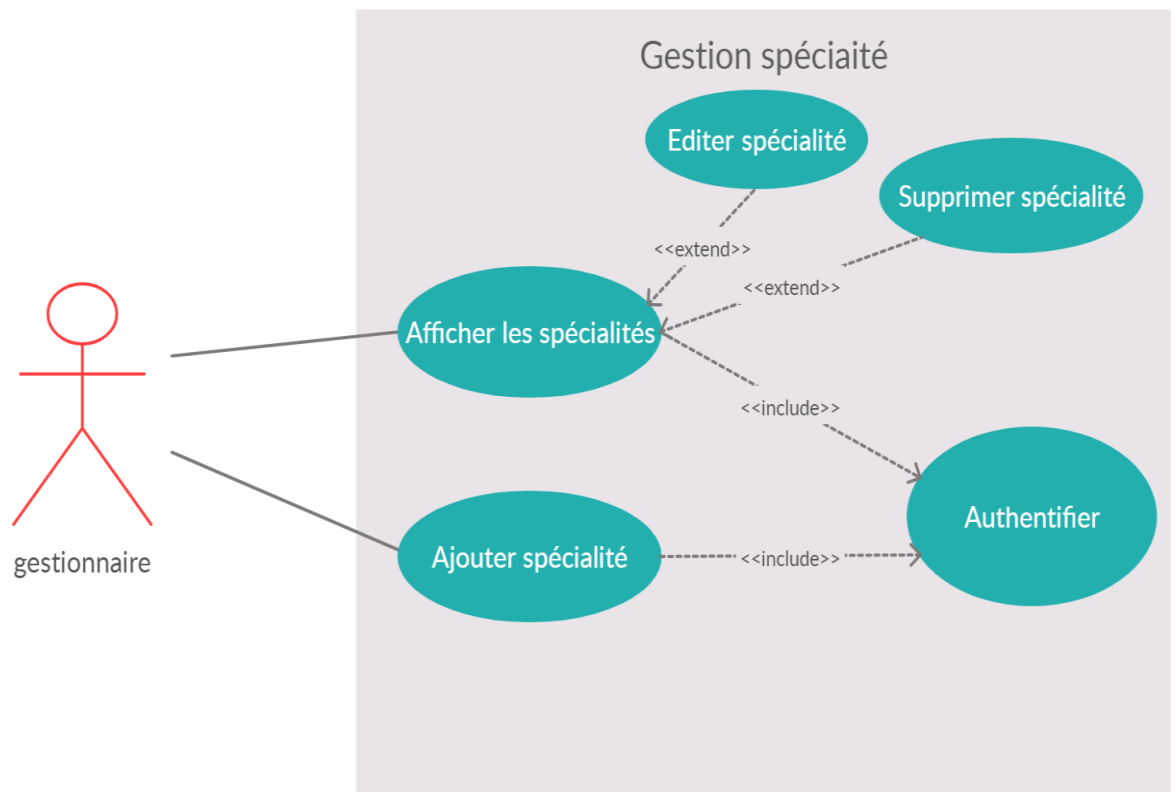 Gestion spéciaité
Editer spécialité
Supprimer spécialité
<<extend>>
<<extend>>
Afficher les spécialités
<<include>>
Authentifier
Ajouter spécialité
<<include>>
gestionnaire